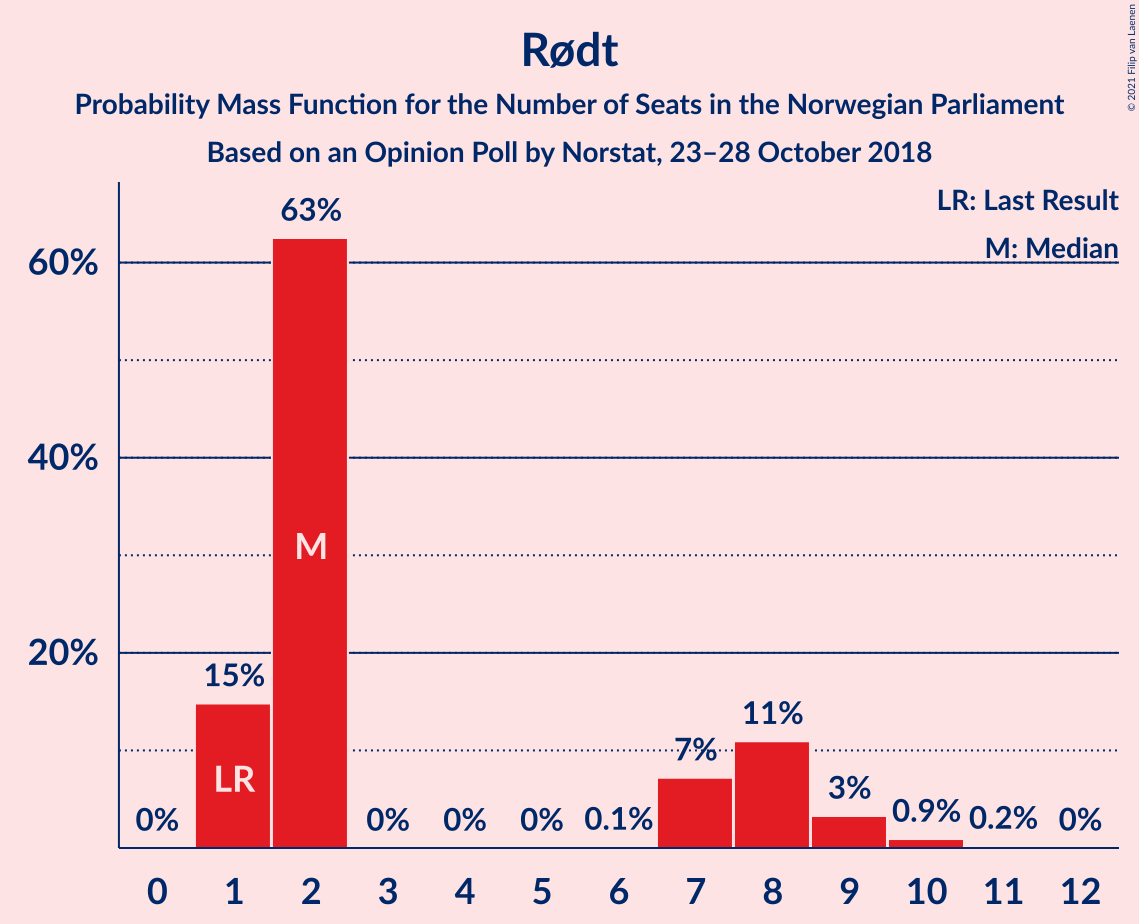 Rødt
Probability Mass Function for the Number of Seats in the Norwegian Parliament
Based on an Opinion Poll by Norstat, 23–28 October 2018
© 2021 Filip van Laenen
LR: Last Result
M: Median
60%
40%
20%
0%
15%
63%
0%
0%
0%
0.1%
7%
11%
3%
0.9%
0.2%
0%
LR
M
0 1 2 3 4 5 6 7 8 9 10 11 12